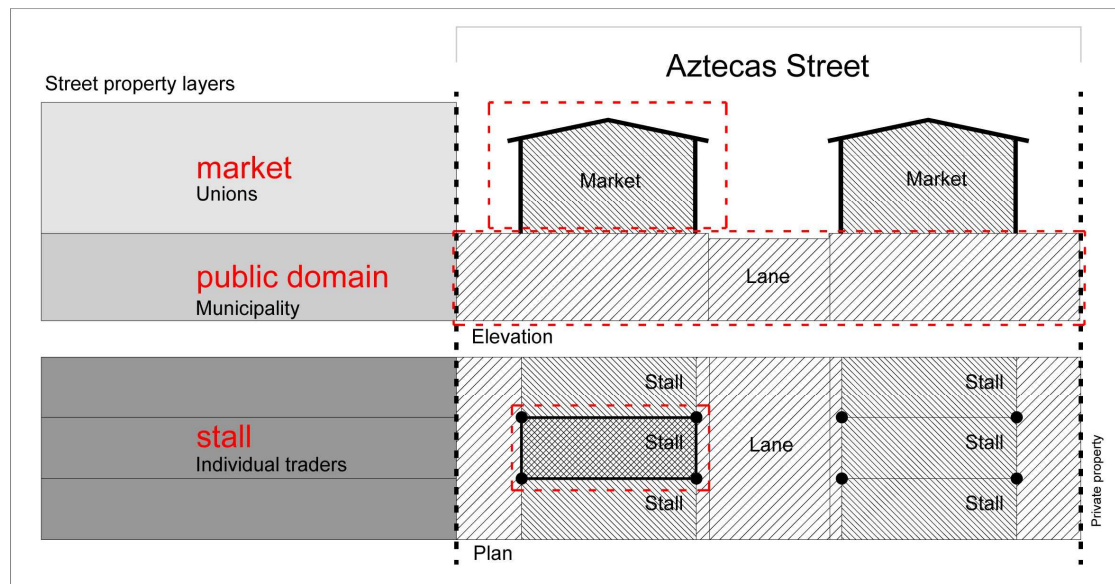 Aztecas Street
Street property layers
market
Unions
Market
Market
public domain
Municipality
Lane
Elevation
Stall
Stall
stall
Individual traders
Stall
Lane
Stall
Stall
Stall
Plan
Private property